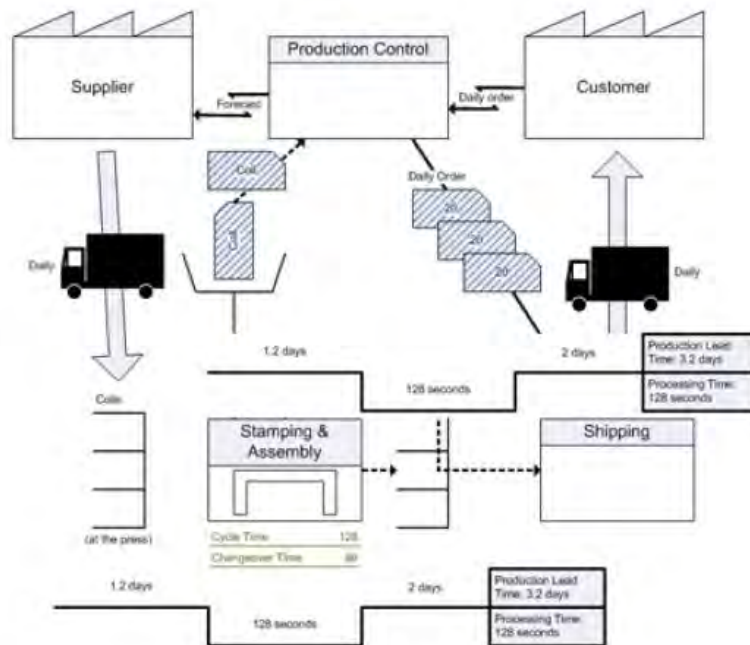 Supplier
Production Control
Customer
Forecast
Daily order
Coil
Coil
Daily Order
20
20
20
Daily
Daily
1.2 days
128 seconds
2 days
Production Lead
Time: 3.2 days
Processing Time:
128 seconds
Coils
(at the press)
Stamping &
Assembly
Cycle Time 128
Changeover Time
Shipping
1.2 days
128 seconds
2 days
Production Lead
Time: 3.2 days
Processing Time:
128 seconds